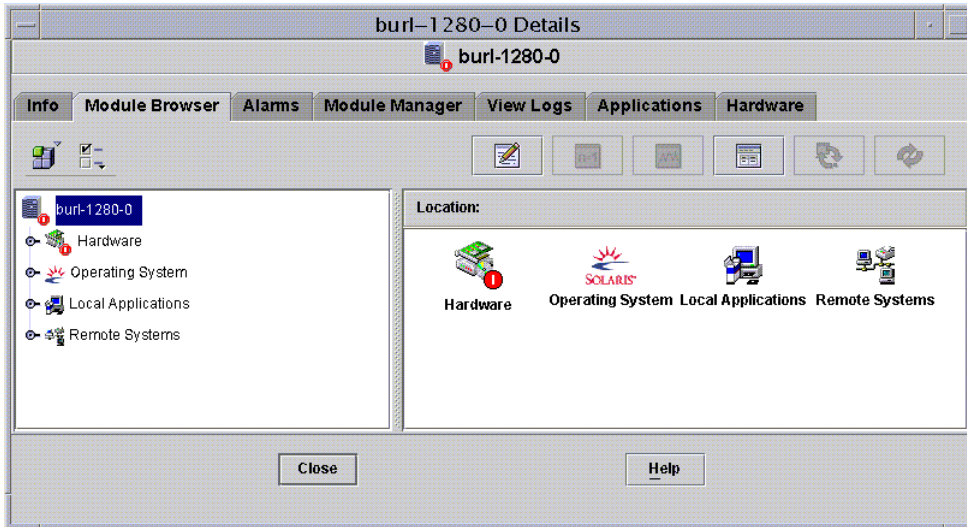 burl-1280-0 Details
burl-1280-0
Info Module Browser Alarms Module Manager View Logs Applications Hardware
burl-1280-0
Hardware
Operating System
Local Applications
Remote Systems
Location:
SOLARIS
Hardware Operating System Local Applications Remote Systems
Close Help